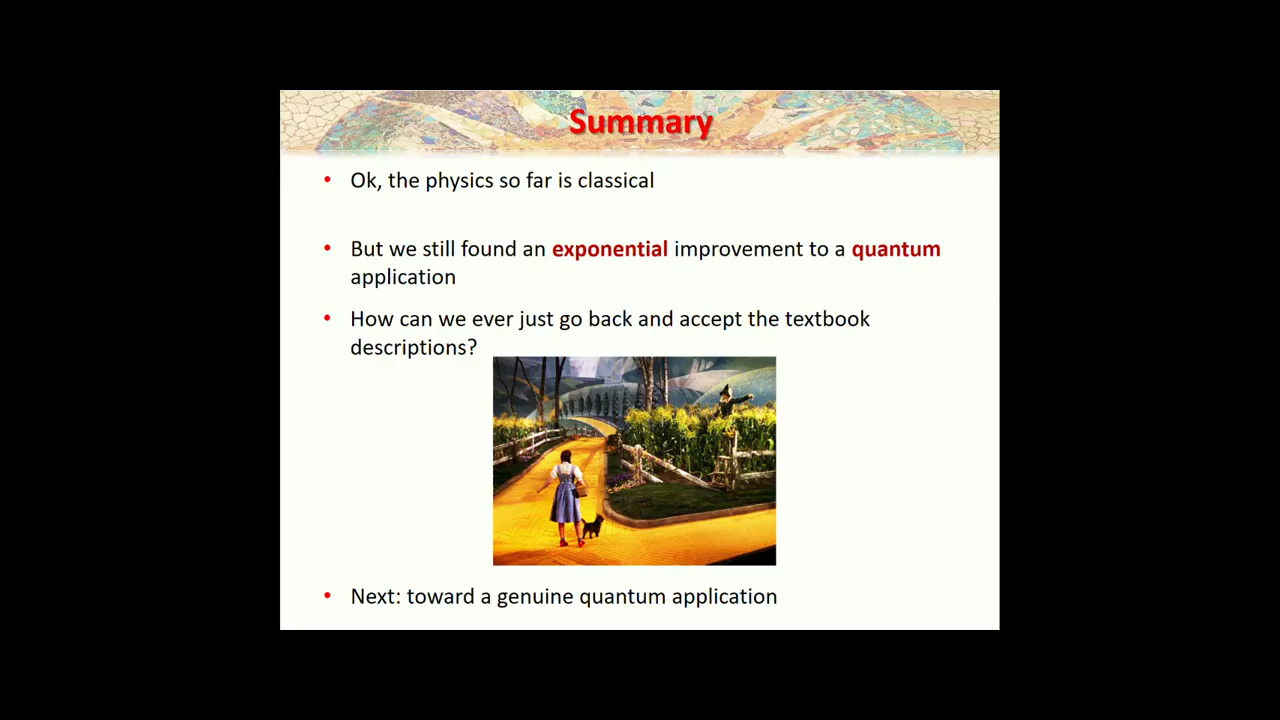 Summary
• Ok, the physics so far is classical
• But we still found an exponential improvement to a quantum
application
• How can we ever just go back and accept the textbook
descriptions?
• Next: toward a genuine quantum application